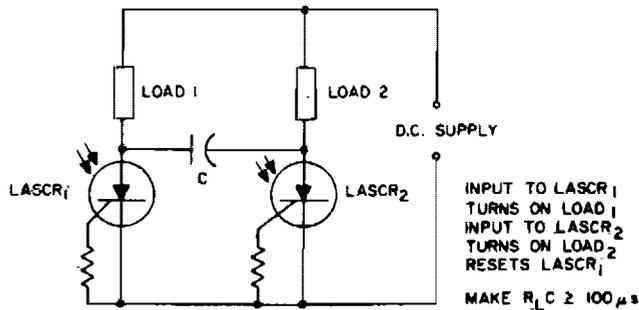 LOAD 1
LOAD 2
D.C. SUPPLY
C
LASCR₁
LASCR₂
INPUT TO LASCR₁
TURNS ON LOAD₁
INPUT TO LASCR₂
TURNS ON LOAD₂
RESETS LASCR₁
MAKE R_L C ≥ 100 μs